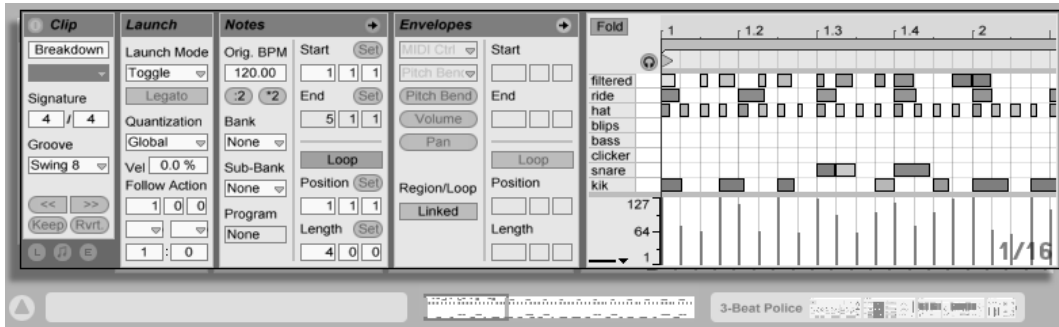 Clip
Breakdown
Signature
4 / 4
Groove
Swing 8
<< >>
Keep Rvrt.
L E
Launch
Launch Mode
Toggle
Legato
Quantization
Global
Vel 0.0 %
Follow Action
1 0 0
1 : 0
Notes
Orig. BPM
120.00
:2 *2
Bank
None
Sub-Bank
None
Program
None
Start Set
1 1 1
End Set
5 1 1
Loop
Position Set
1 1 1
Length Set
4 0 0
Envelopes
MIDI Ctrl
Pitch Bend
Pitch Bend
Volume
Pan
Region/Loop
Linked
Start
End
Loop
Position
Length
Fold
1 1.2 1.3 1.4 2
filtered
ride
hat
blips
bass
clicker
snare
kik
127
64
1
1/16
3-Beat Police